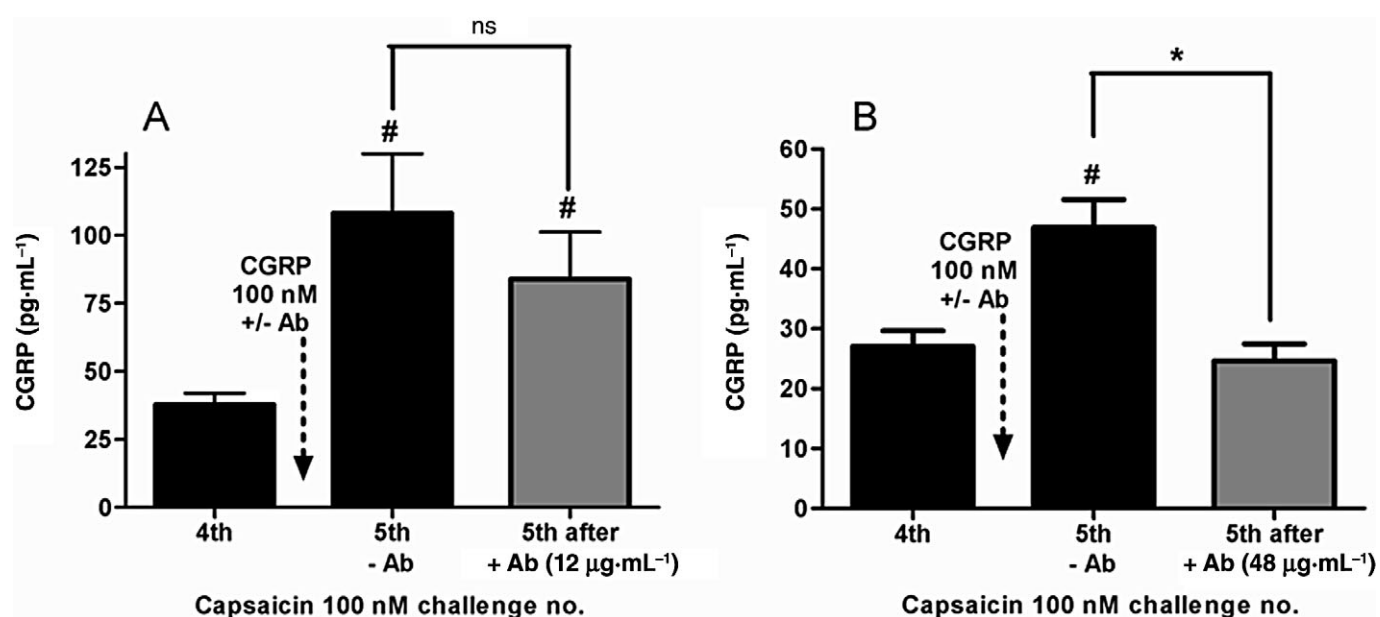 A
ns
#
#
CGRP (pg·mL⁻¹)
125
100
75
50
25
0
CGRP
100 nM
+/- Ab
4th
5th
- Ab
5th after
+ Ab (12 µg·mL⁻¹)
Capsaicin 100 nM challenge no.
B
*
#
CGRP (pg·mL⁻¹)
60
50
40
30
20
10
0
CGRP
100 nM
+/- Ab
4th
5th
- Ab
5th after
+ Ab (48 µg·mL⁻¹)
Capsaicin 100 nM challenge no.